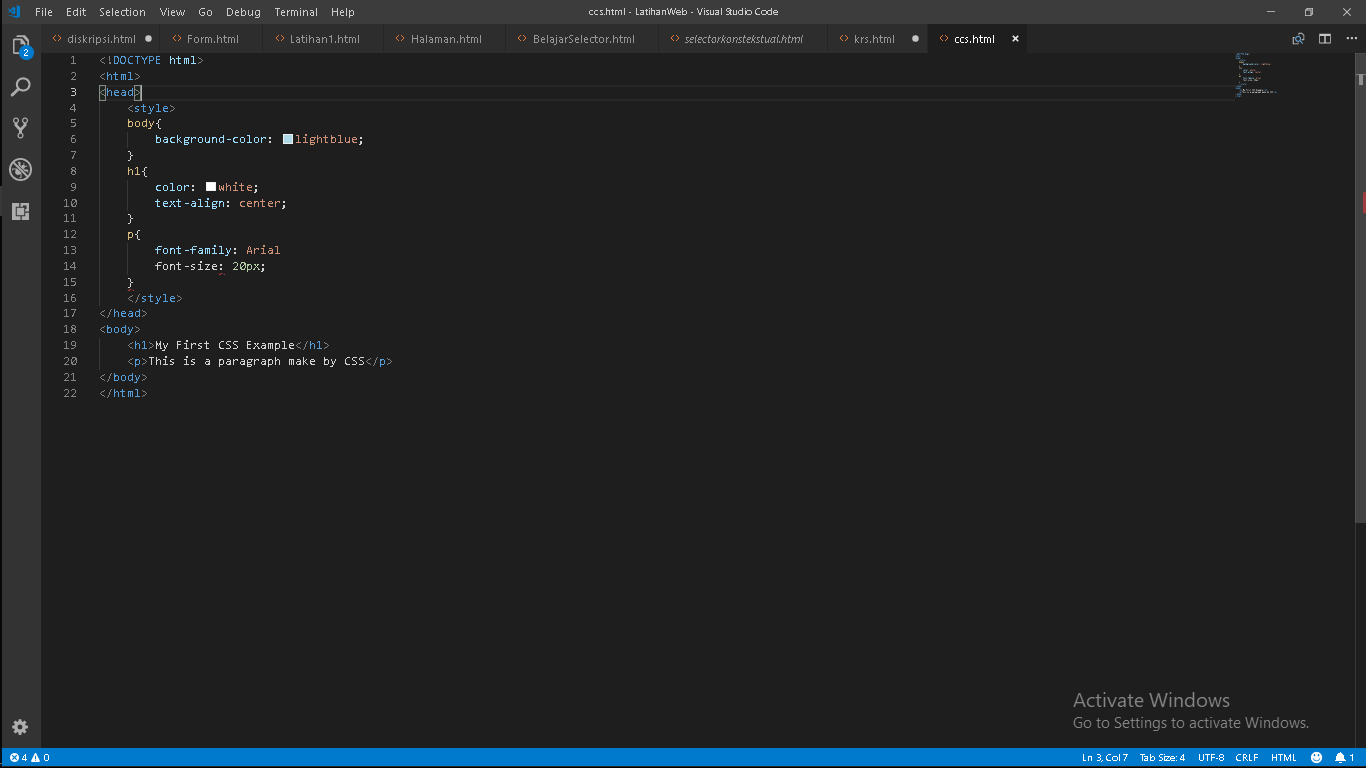 File Edit Selection View Go Debug Terminal Help ccs.html - LatihanWeb - Visual Studio Code
diskripsi.html Form.html Latihan1.html Halaman.html BelajarSelector.html selectorkonstekstual.html krs.html ccs.html
2
1 <!DOCTYPE html>
2 <html>
3 <head>
4 <style>
5 body{
6 background-color: lightblue;
7 }
8 h1{
9 color: white;
10 text-align: center;
11 }
12 p{
13 font-family: Arial
14 font-size: 20px;
15 }
16 </style>
17 </head>
18 <body>
19 <h1>My First CSS Example</h1>
20 <p>This is a paragraph make by CSS</p>
21 </body>
22 </html>
Activate Windows
Go to Settings to activate Windows.
4 0 Ln 3, Col 7 Tab Size: 4 UTF-8 CRLF HTML 1